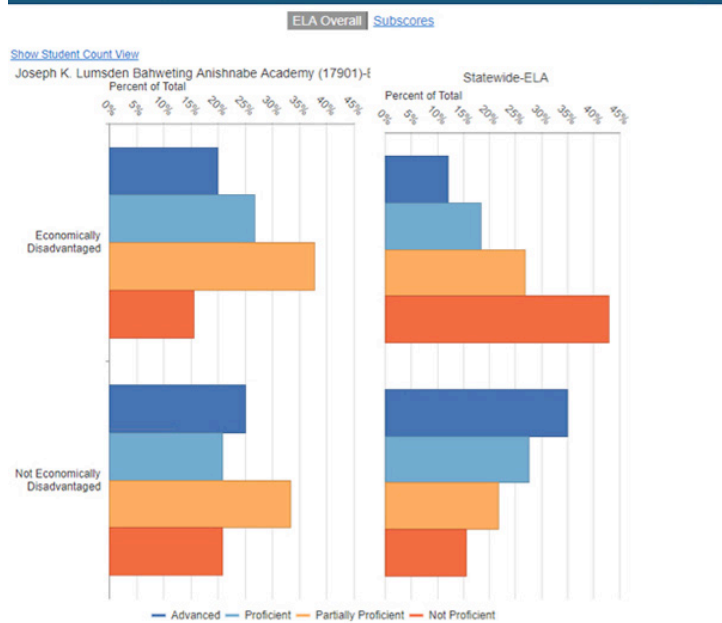 ELA Overall Subscores
Show Student Count View
Joseph K. Lumsden Bahweting Anishnabe Academy (17901)-E
Percent of Total
0% 5% 10% 15% 20% 25% 30% 35% 40% 45%
Statewide-ELA
Percent of Total
0% 5% 10% 15% 20% 25% 30% 35% 40% 45%
Economically
Disadvantaged
Not Economically
Disadvantaged
Advanced Proficient Partially Proficient Not Proficient